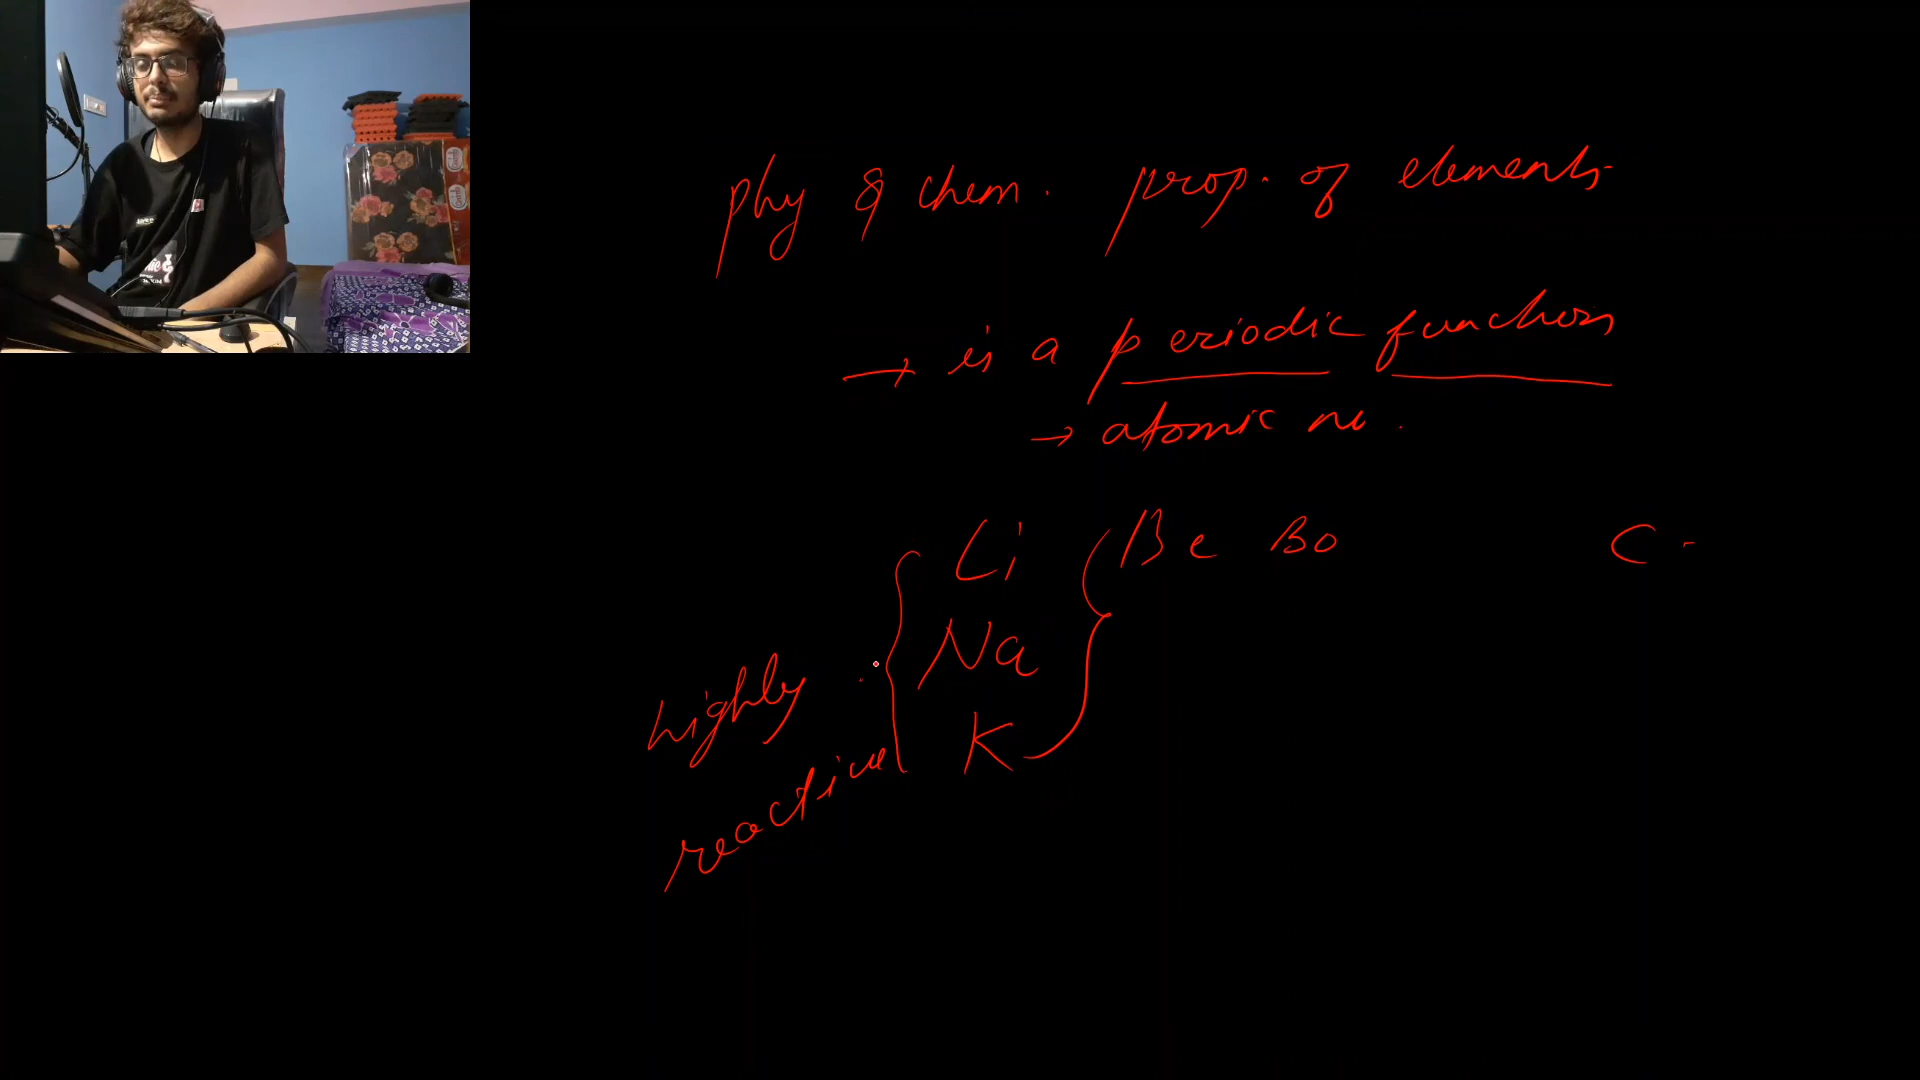 phy & chem. prop. of elements
→ is a periodic function
→ atomic no.
Li Be Bo C
Na
K
highly
reactive